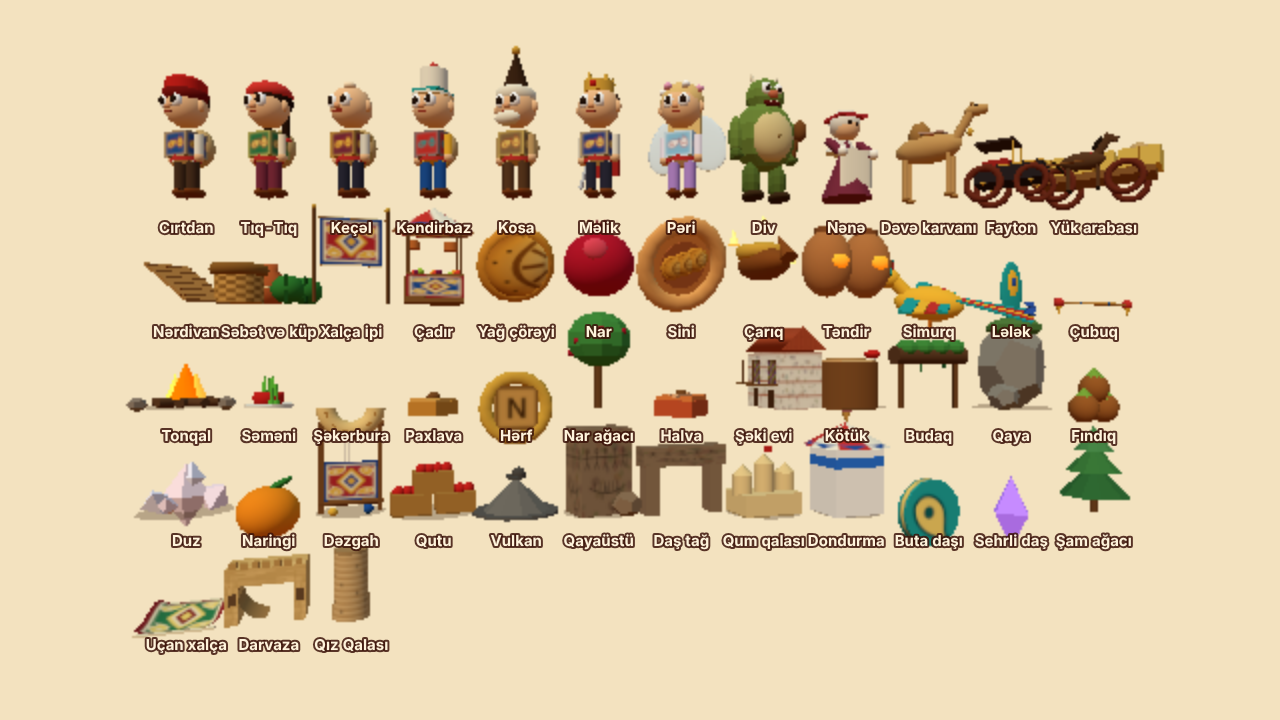 Cırtdan Tıq-Tıq Keçəl Kəndirbaz Kosa Məlik Pəri Div Nənə Dəvə karvanı Fayton Yük arabası
Nərdivan Səbət və küp Xalça ipi Çadır Yağ çörəyi Nar Sini Çarıq Təndir Simurq Lələk Çubuq
Tonqal Səməni Şəkərbura Paxlava Hərf Nar ağacı Halva Şəki evi Kötük Budaq Qaya Fındıq
N
Duz Naringi Dəzgah Qutu Vulkan Qayaüstü Daş tağ Qum qalası Dondurma Buta daşı Sehrli daş Şam ağacı
Uçan xalça Darvaza Qız Qalası